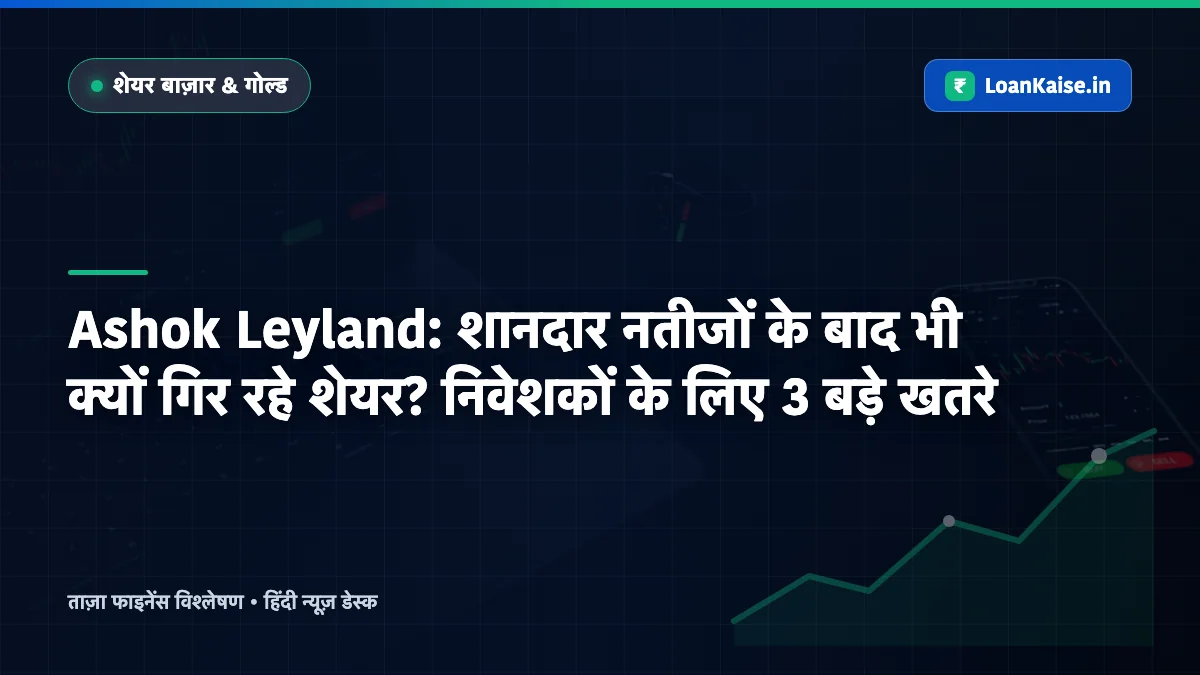 शेयर बाज़ार & गोल्ड
₹ LoanKaise.in
Ashok Leyland: शानदार नतीजों के बाद भी
क्यों गिर रहे शेयर? निवेशकों के लिए 3 बड़े खतरे
ताज़ा फाइनेंस विश्लेषण • हिंदी न्यूज़ डेस्क